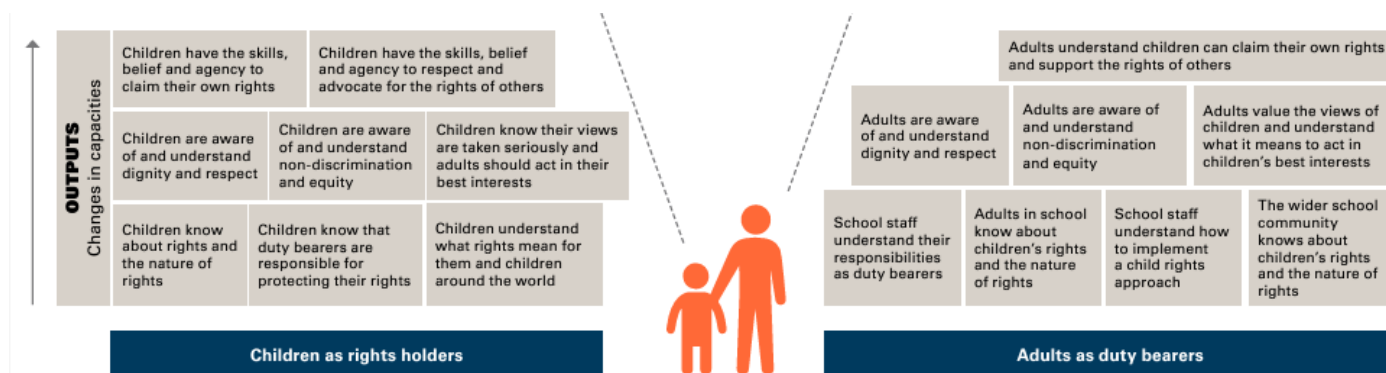 OUTPUTS
Changes in capacities
Children have the skills,
belief and agency to
claim their own rights
Children have the skills, belief
and agency to respect and
advocate for the rights of others
Children are aware
of and understand
dignity and respect
Children are aware
of and understand
non-discrimination
and equity
Children know their views
are taken seriously and
adults should act in their
best interests
Children know
about rights and
the nature of
rights
Children know that
duty bearers are
responsible for
protecting their rights
Children understand
what rights mean for
them and children
around the world
Children as rights holders
Adults understand children can claim their own rights
and support the rights of others
Adults are aware
of and understand
dignity and respect
Adults are aware of
and understand
non-discrimination
and equity
Adults value the views of
children and understand
what it means to act in
children’s best interests
School staff
understand their
responsibilities
as duty bearers
Adults in school
know about
children’s rights
and the nature
of rights
School staff
understand how
to implement
a child rights
approach
The wider school
community
knows about
children’s rights
and the nature of
rights
Adults as duty bearers